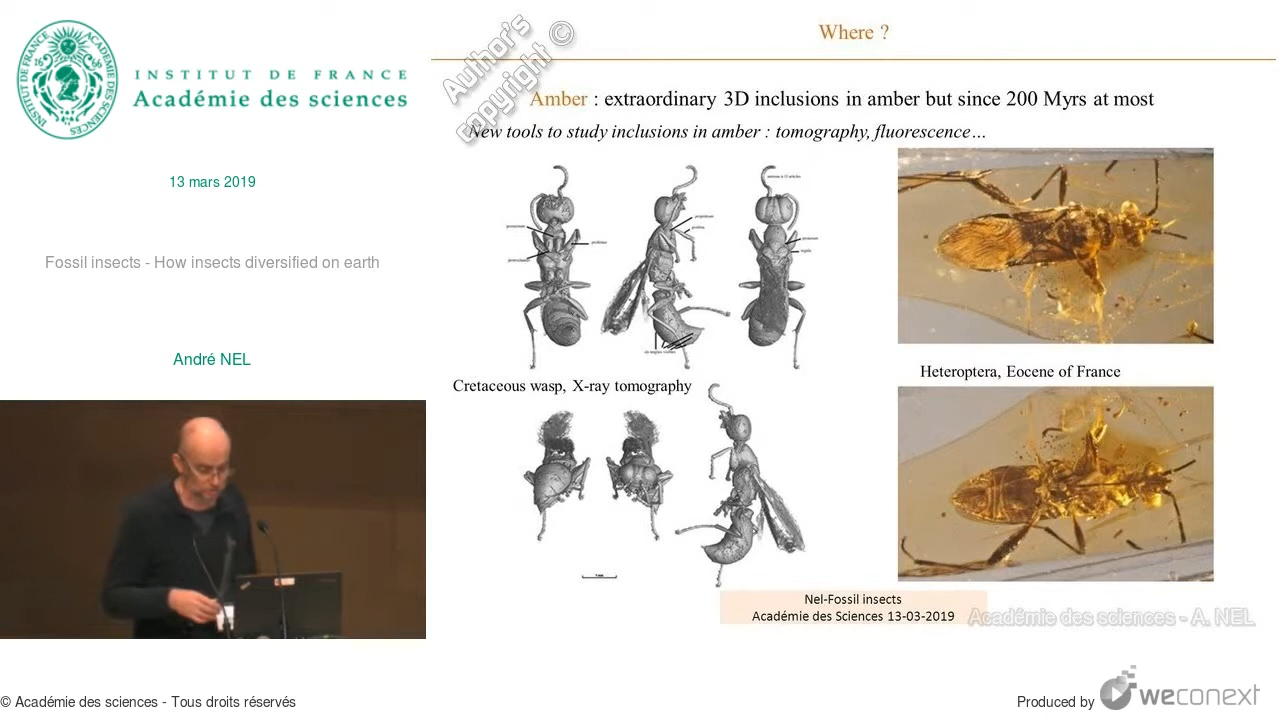 INSTITUT DE FRANCE
Académie des sciences
13 mars 2019
Fossil insects - How insects diversified on earth
André NEL
© Académie des sciences - Tous droits réservés
Author's copyright ©
Where ?
Amber : extraordinary 3D inclusions in amber but since 200 Myrs at most
New tools to study inclusions in amber : tomography, fluorescence…
Heteroptera, Eocene of France
Cretaceous wasp, X-ray tomography
Nel-Fossil insects
Académie des Sciences 13-03-2019
Académie des sciences - A. NEL
Produced by weconext